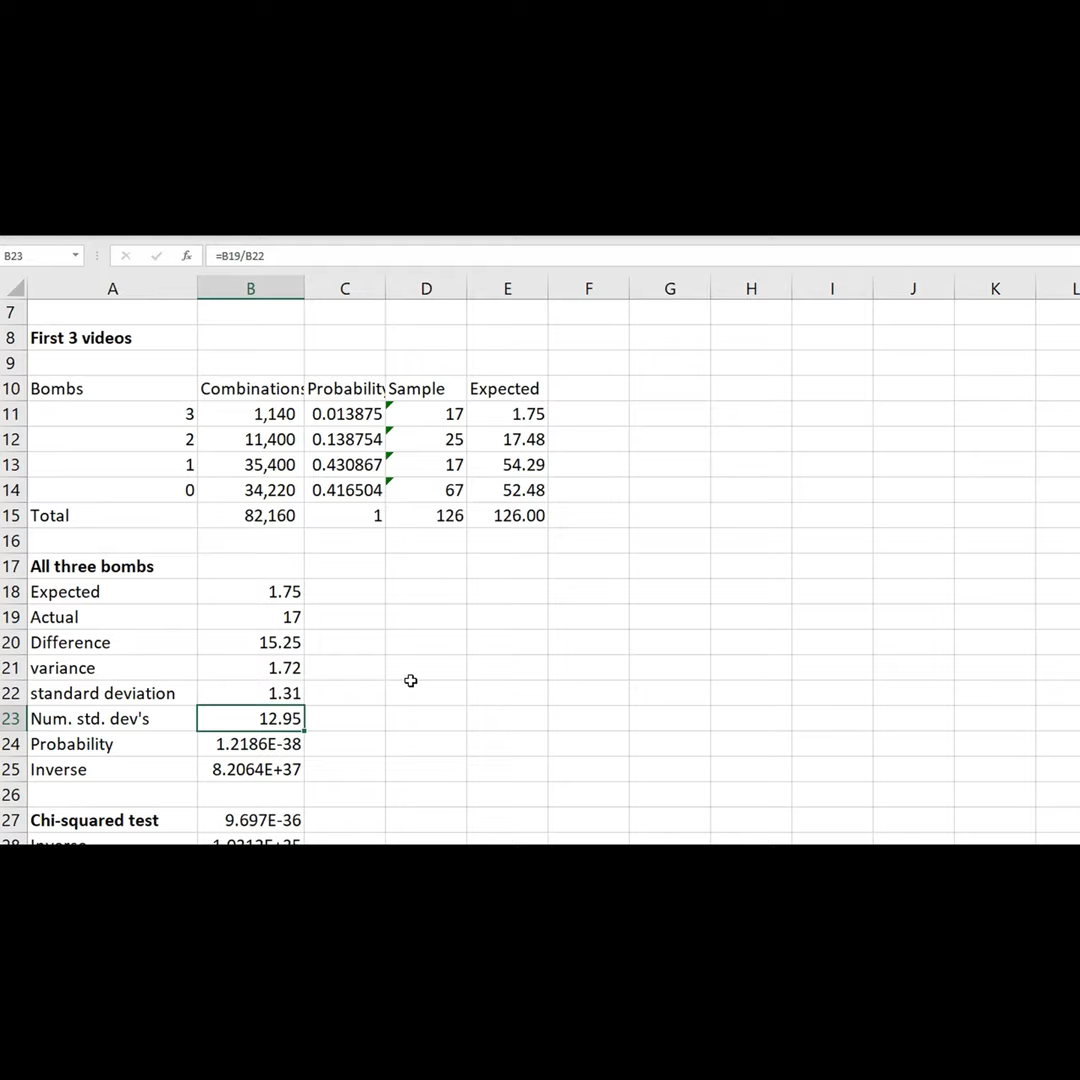 B23 fx =B19/B22
A B C D E F G H I J K L
7
8 First 3 videos
9
10 Bombs Combinations Probability Sample Expected
11 3 1,140 0.013875 17 1.75
12 2 11,400 0.138754 25 17.48
13 1 35,400 0.430867 17 54.29
14 0 34,220 0.416504 67 52.48
15 Total 82,160 1 126 126.00
16
17 All three bombs
18 Expected 1.75
19 Actual 17
20 Difference 15.25
21 variance 1.72
22 standard deviation 1.31
23 Num. std. dev's 12.95
24 Probability 1.2186E-38
25 Inverse 8.2064E+37
26
27 Chi-squared test 9.697E-36
28 Inverse